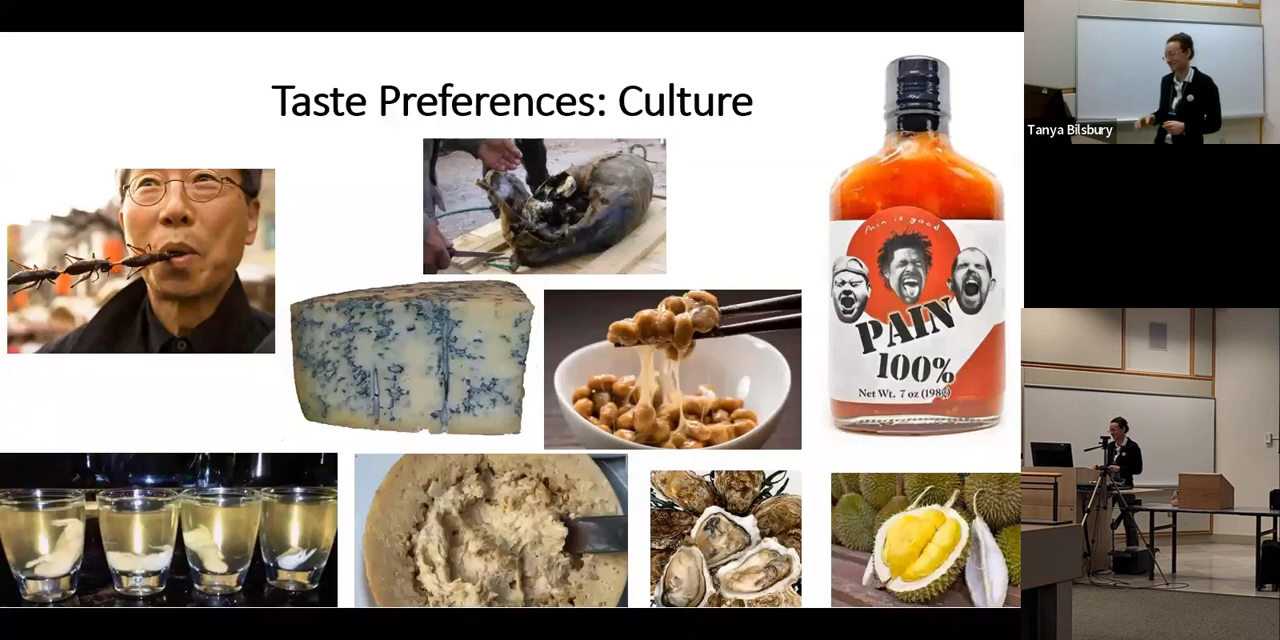 Taste Preferences: Culture
Pain is good
PAIN
100%
Net Wt. 7 oz (198g)
Tanya Bilsbury